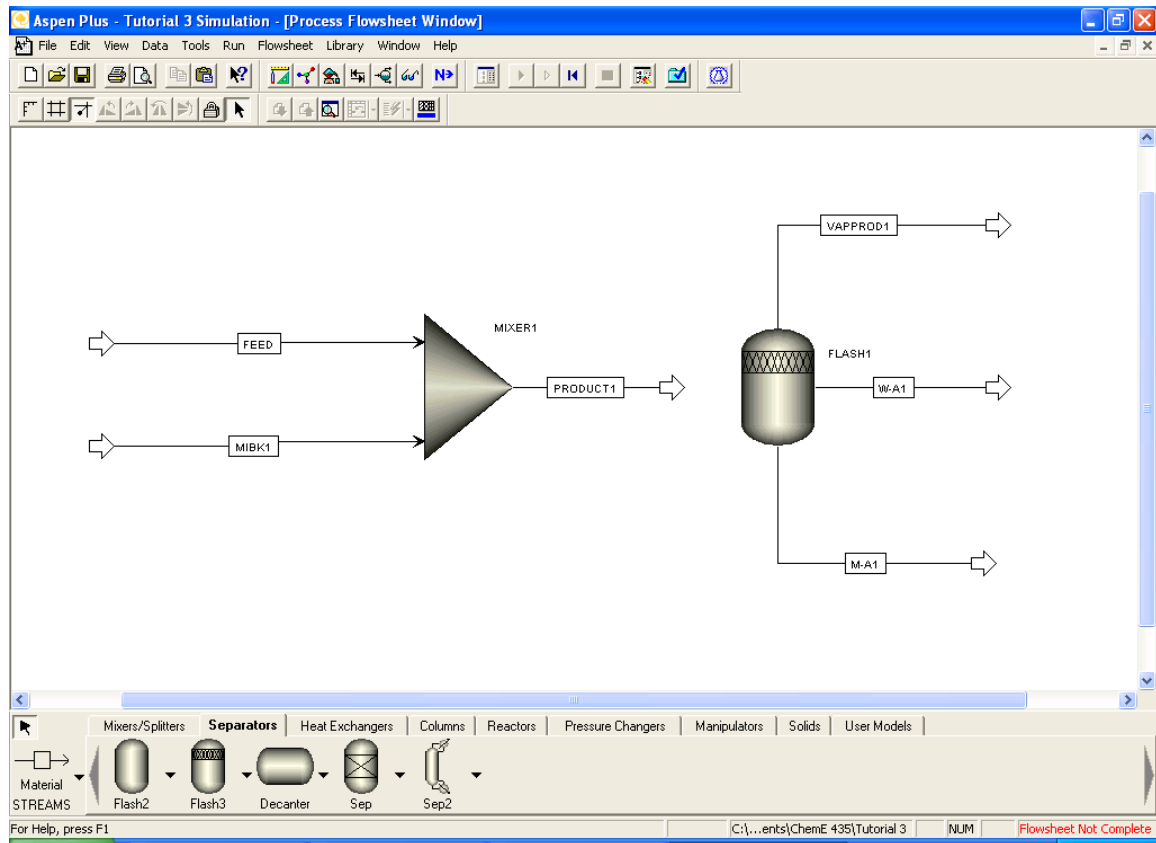 Aspen Plus - Tutorial 3 Simulation - [Process Flowsheet Window]
File Edit View Data Tools Run Flowsheet Library Window Help
N>
VAPPROD1
MIXER1
FEED
FLASH1
PRODUCT1
W-A1
MIBK1
M-A1
Mixers/Splitters Separators Heat Exchangers Columns Reactors Pressure Changers Manipulators Solids User Models
Material
STREAMS Flash2 Flash3 Decanter Sep Sep2
For Help, press F1 C:\...ents\ChemE 435\Tutorial 3 NUM Flowsheet Not Complete